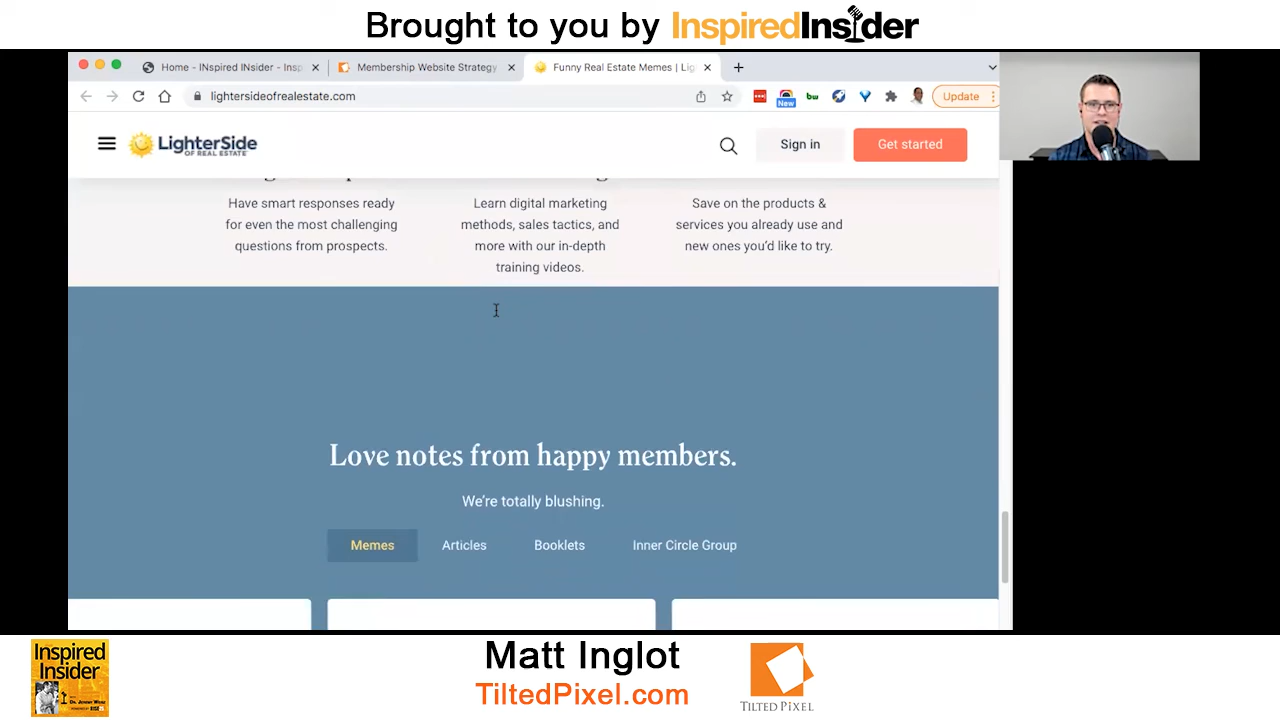 Brought to you by InspiredInsider
Home - INspired INsider - Insp
Membership Website Strategy
Funny Real Estate Memes | Lig
lightersideofrealestate.com
New
bw
Update
LighterSide
OF REAL ESTATE
Sign in
Get started
Have smart responses ready
for even the most challenging
questions from prospects.
Learn digital marketing
methods, sales tactics, and
more with our in-depth
training videos.
Save on the products &
services you already use and
new ones you'd like to try.
Love notes from happy members.
We're totally blushing.
Memes
Articles
Booklets
Inner Circle Group
Inspired
Insider
Matt Inglot
TiltedPixel.com
TILTED PIXEL